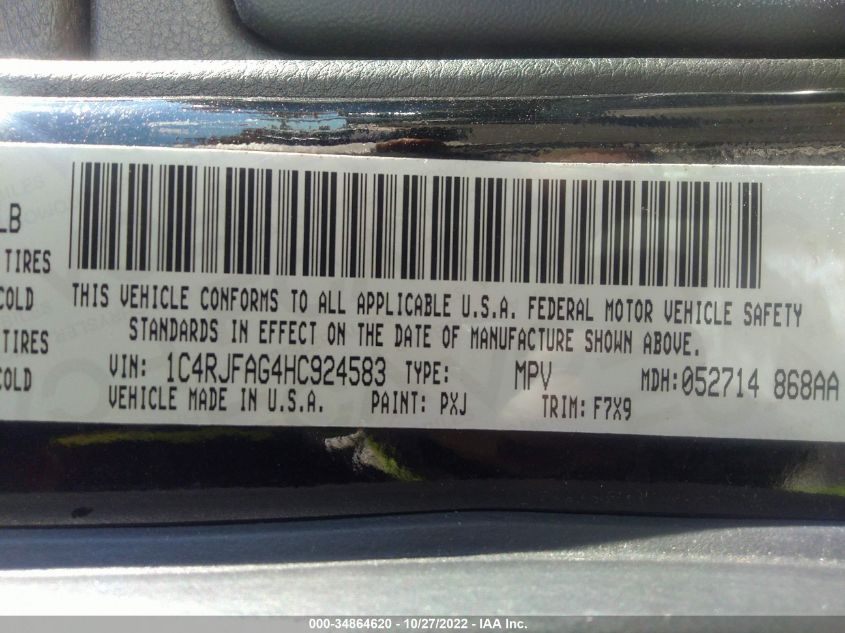 LB
TIRES
COLD
TIRES
COLD
THIS VEHICLE CONFORMS TO ALL APPLICABLE U.S.A. FEDERAL MOTOR VEHICLE SAFETY
STANDARDS IN EFFECT ON THE DATE OF MANUFACTURE SHOWN ABOVE.
VIN: 1C4RJFAG4HC924583 TYPE: MPV MDH:052714 868AA
VEHICLE MADE IN U.S.A. PAINT: PXJ TRIM: F7X9
000-34864620 - 10/27/2022 - IAA Inc.